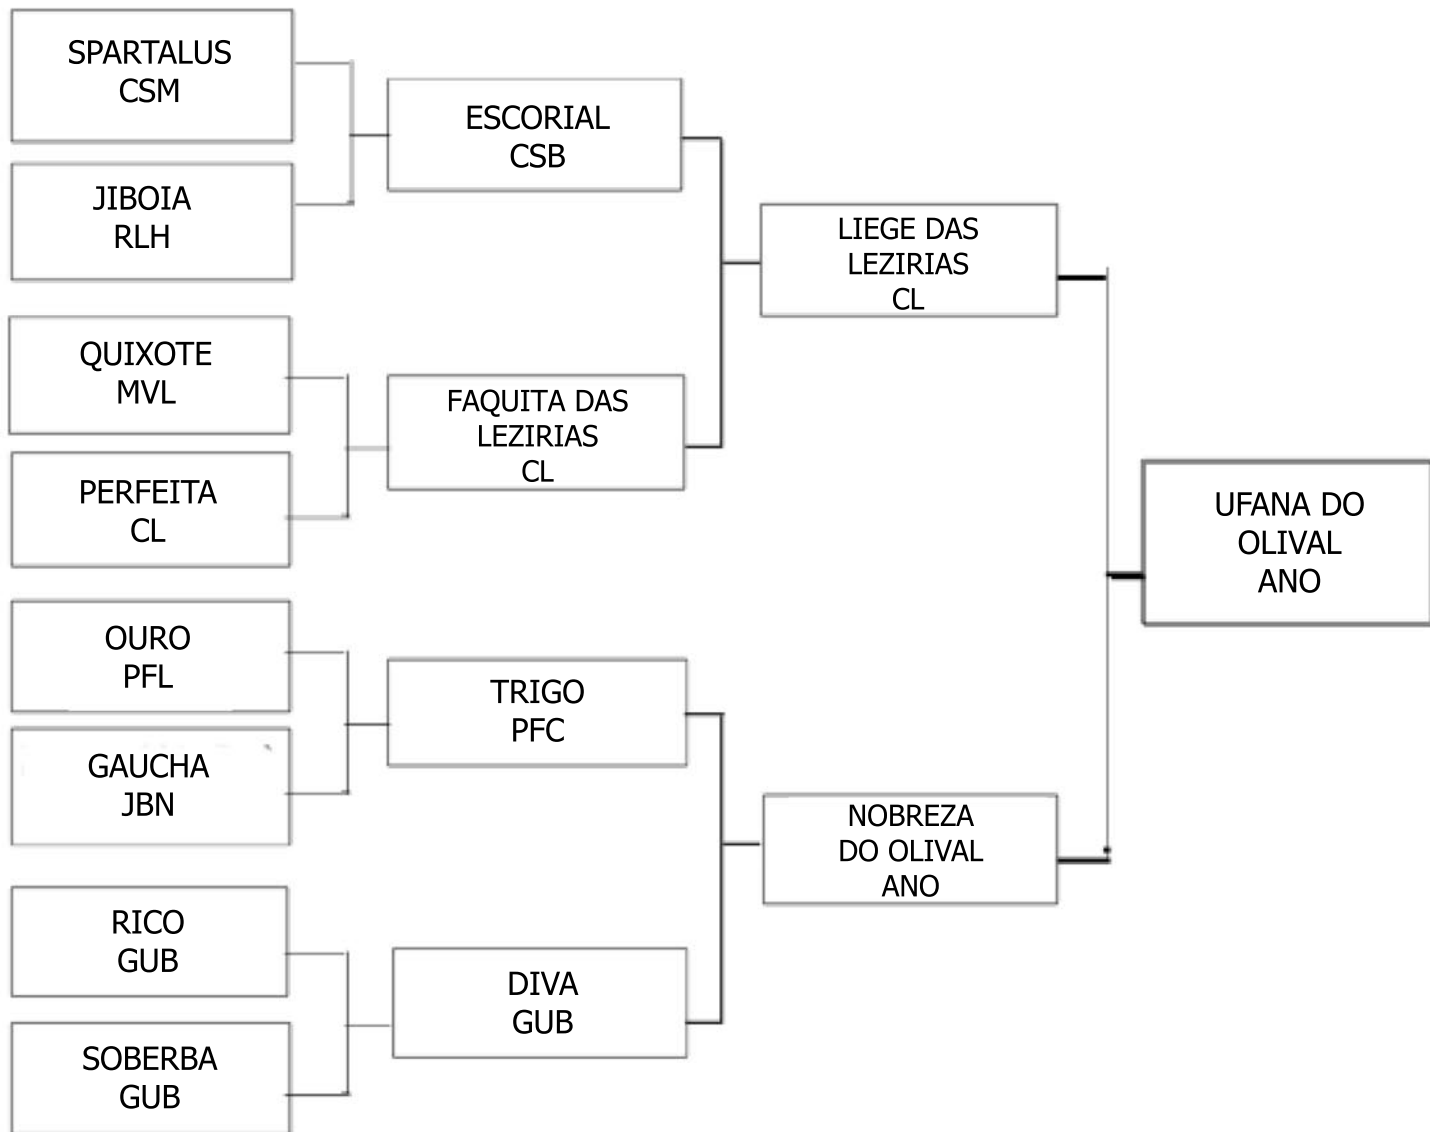 SPARTALUS
CSM
JIBOIA
RLH
QUIXOTE
MVL
PERFEITA
CL
OURO
PFL
GAUCHA
JBN
RICO
GUB
SOBERBA
GUB
ESCORIAL
CSB
FAQUITA DAS
LEZIRIAS
CL
TRIGO
PFC
DIVA
GUB
LIEGE DAS
LEZIRIAS
CL
NOBREZA
DO OLIVAL
ANO
UFANA DO
OLIVAL
ANO